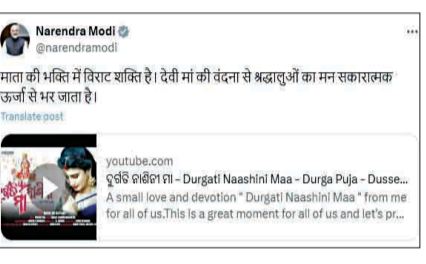 Narendra Modi
@narendramodi
माता की भक्ति में विराट शक्ति है। देवी मां की वंदना से श्रद्धालुओं का मन सकारात्मक
ऊर्जा से भर जाता है।
Translate post
youtube.com
ଦୁର୍ଗତି ନାଶିନୀ ମା - Durgati Naashini Maa - Durga Puja - Dusse...
A small love and devotion " Durgati Naashini Maa " from me
for all of us.This is a great moment for all of us and let's pr...